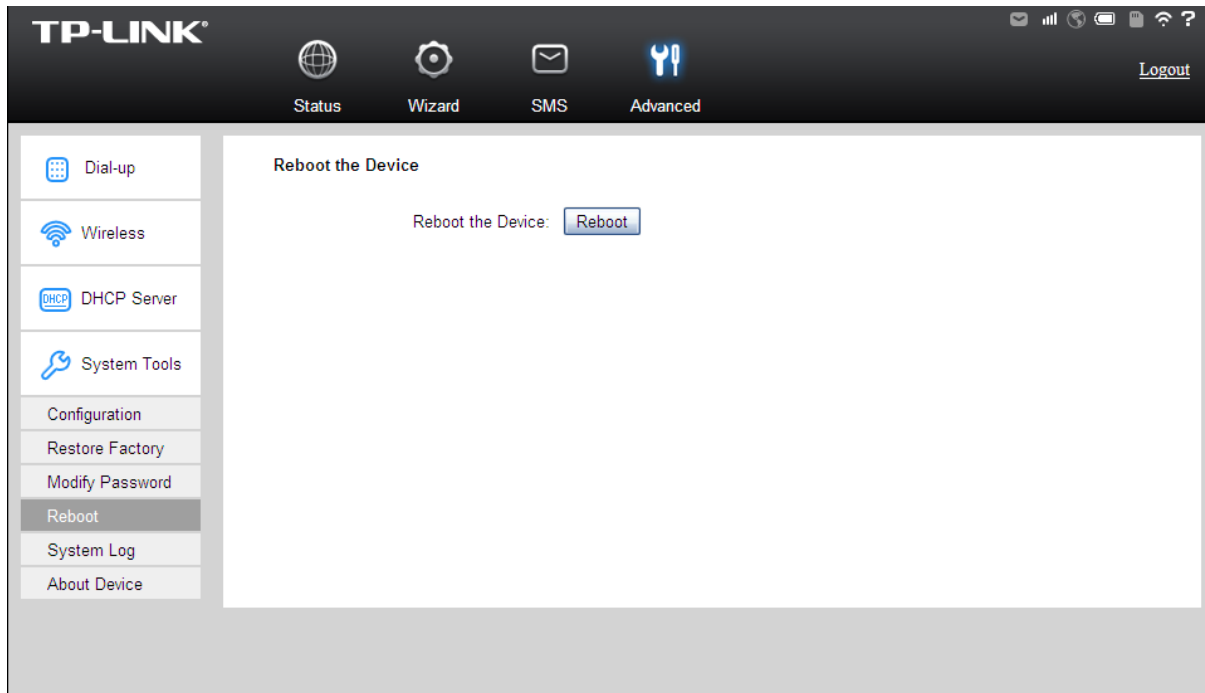 TP-LINK®
?
Logout
Status Wizard SMS Advanced
Dial-up
Wireless
DHCP DHCP Server
System Tools
Configuration
Restore Factory
Modify Password
Reboot
System Log
About Device
Reboot the Device
Reboot the Device: Reboot